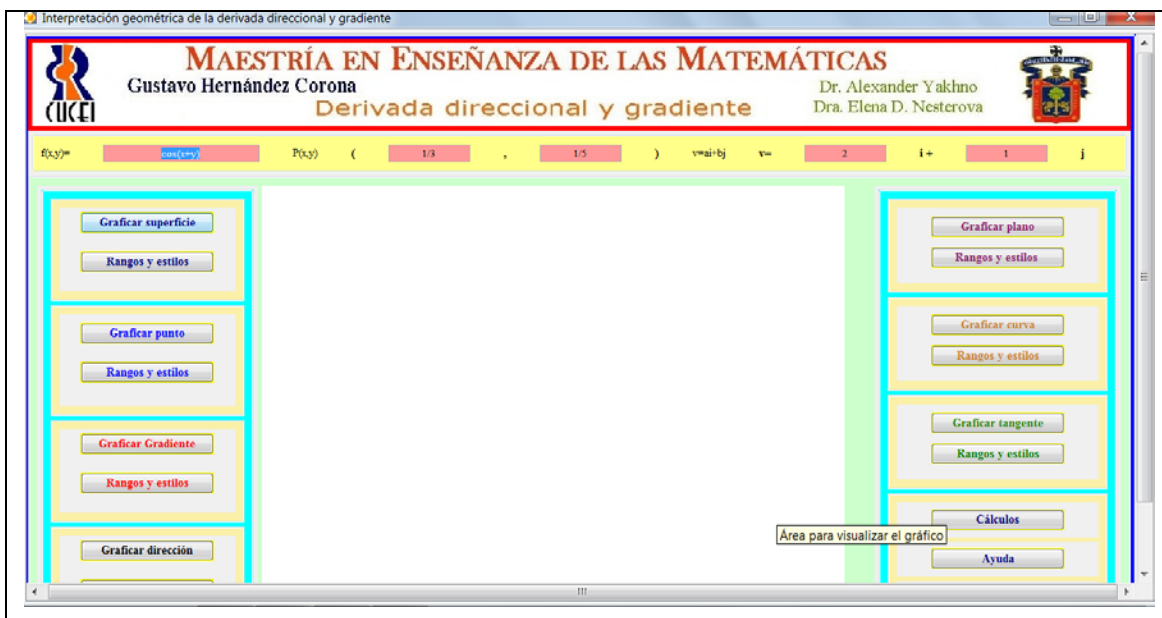 Interpretación geométrica de la derivada direccional y gradiente
MAESTRÍA EN ENSEÑANZA DE LAS MATEMÁTICAS
Gustavo Hernández Corona
Dr. Alexander Yakhno
Derivada direccional y gradiente
Dra. Elena D. Nesterova
CUCEI
f(x,y)= cos(x+y) P(x,y) ( 1/3 , 1/5 ) v=ai+bj v= 2 i + 1 j
Graficar superficie
Rangos y estilos
Graficar punto
Rangos y estilos
Graficar Gradiente
Rangos y estilos
Graficar dirección
Graficar plano
Rangos y estilos
Graficar curva
Rangos y estilos
Graficar tangente
Rangos y estilos
Cálculos
Área para visualizar el gráfico
Ayuda